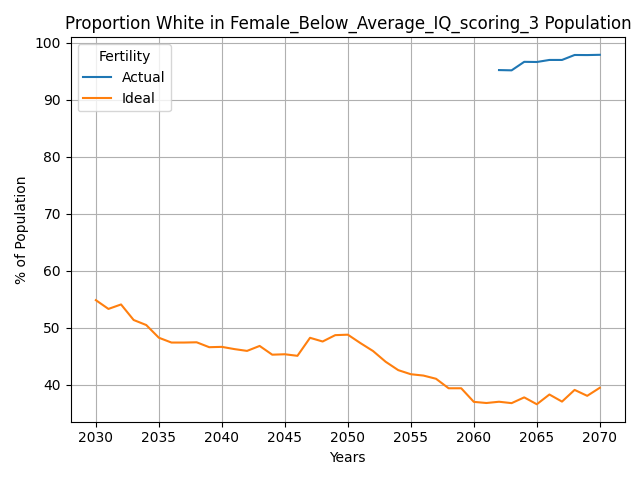 Proportion White in Female_Below_Average_IQ_scoring_3 Population
Fertility
Actual
Ideal
100
90
80
70
60
50
40
% of Population
2030 2035 2040 2045 2050 2055 2060 2065 2070
Years